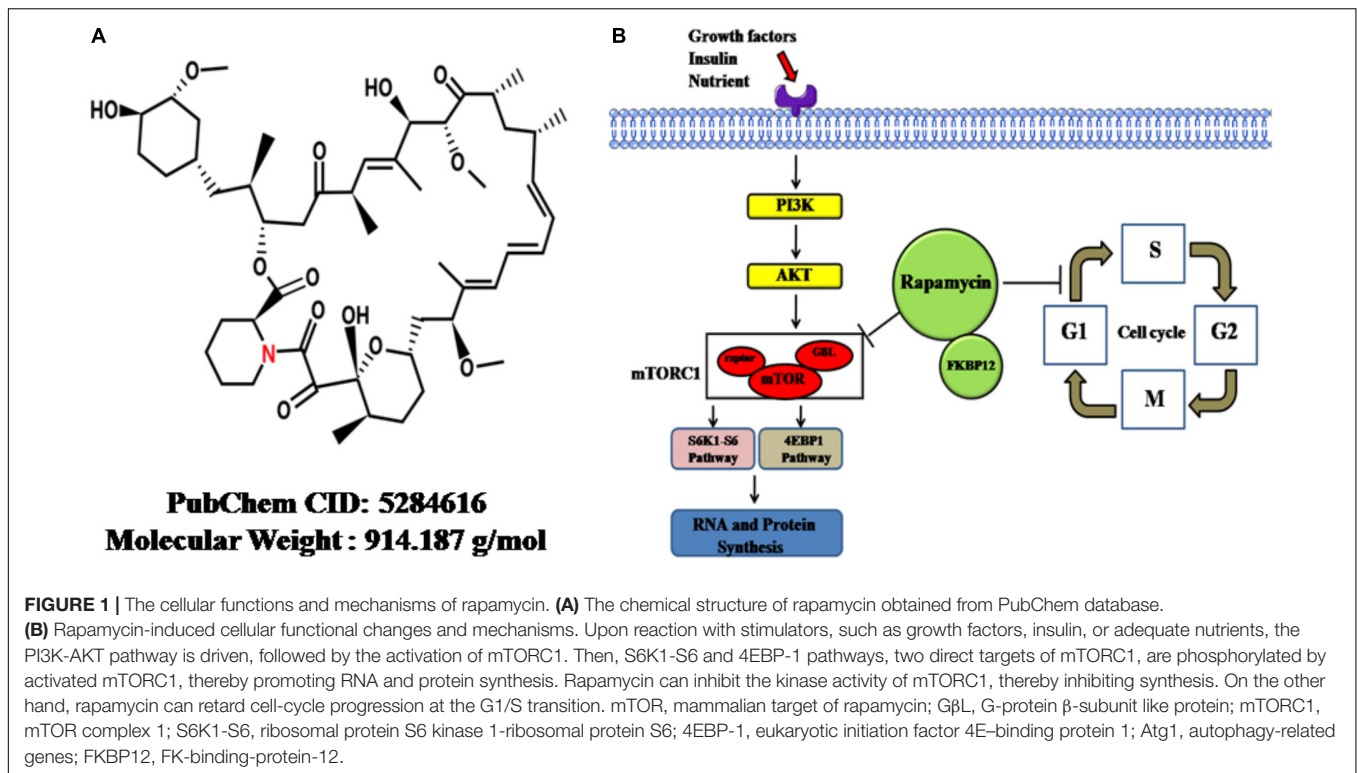 A
O
HO
HO
O
O
O
O
O
O
N
O
OH
O
O
O
PubChem CID: 5284616
Molecular Weight : 914.187 g/mol
B
Growth factors
Insulin
Nutrient
PI3K
AKT
mTORC1
raptor
GBL
mTOR
S6K1-S6
Pathway
4EBP1
Pathway
RNA and Protein
Synthesis
Rapamycin
FKBP12
S
G1
Cell cycle
G2
M
FIGURE 1 | The cellular functions and mechanisms of rapamycin. (A) The chemical structure of rapamycin obtained from PubChem database.
(B) Rapamycin-induced cellular functional changes and mechanisms. Upon reaction with stimulators, such as growth factors, insulin, or adequate nutrients, the
PI3K-AKT pathway is driven, followed by the activation of mTORC1. Then, S6K1-S6 and 4EBP-1 pathways, two direct targets of mTORC1, are phosphorylated by
activated mTORC1, thereby promoting RNA and protein synthesis. Rapamycin can inhibit the kinase activity of mTORC1, thereby inhibiting synthesis. On the other
hand, rapamycin can retard cell-cycle progression at the G1/S transition. mTOR, mammalian target of rapamycin; GβL, G-protein β-subunit like protein; mTORC1,
mTOR complex 1; S6K1-S6, ribosomal protein S6 kinase 1-ribosomal protein S6; 4EBP-1, eukaryotic initiation factor 4E–binding protein 1; Atg1, autophagy-related
genes; FKBP12, FK-binding-protein-12.